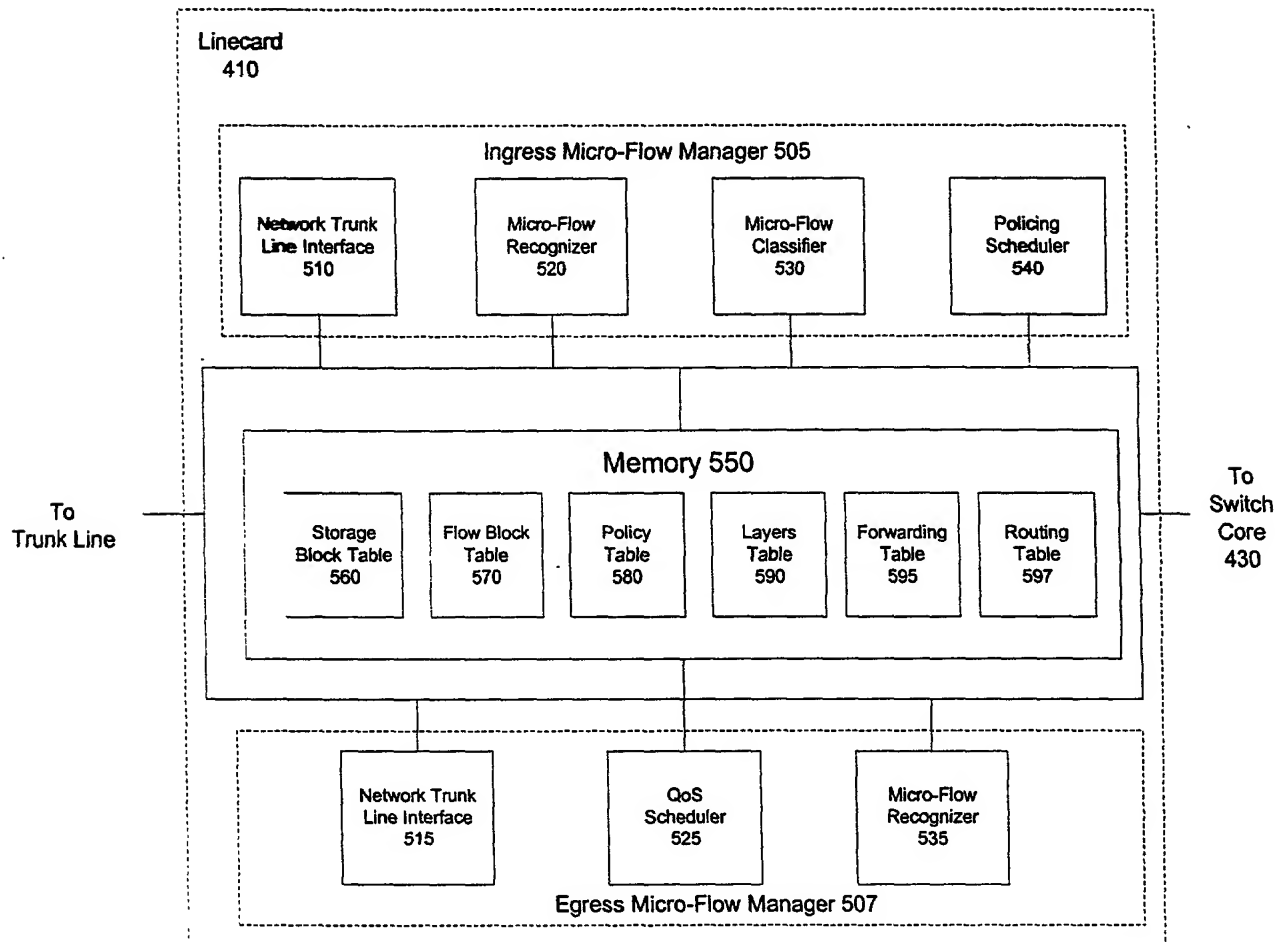 Linecard
410
Ingress Micro-Flow Manager 505
Network Trunk
Line Interface
510
Micro-Flow
Recognizer
520
Micro-Flow
Classifier
530
Policing
Scheduler
540
Memory 550
To
Trunk Line
Storage
Block Table
560
Flow Block
Table
570
Policy
Table
580
Layers
Table
590
Forwarding
Table
595
Routing
Table
597
To
Switch
Core
430
Network Trunk
Line Interface
515
QoS
Scheduler
525
Micro-Flow
Recognizer
535
Egress Micro-Flow Manager 507